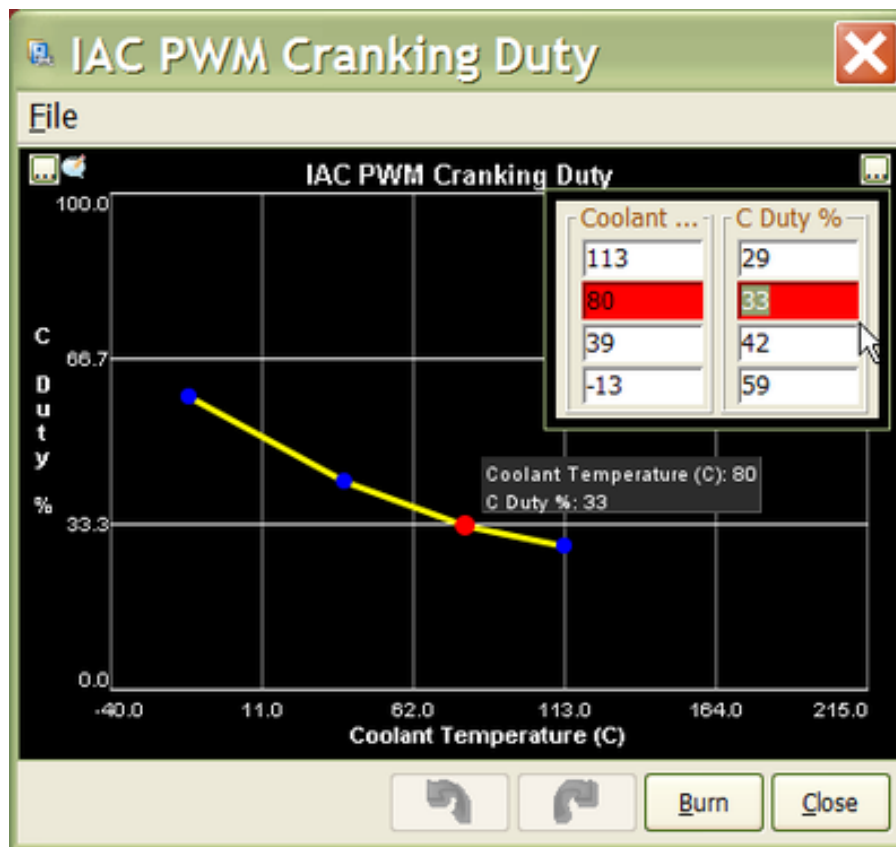 IAC PWM Cranking Duty
File
... IAC PWM Cranking Duty ...
100.0
66.7
33.3
0.0
C Duty %
Coolant ... C Duty %
113 29
80 33
39 42
-13 59
Coolant Temperature (C): 80
C Duty %: 33
-40.0 11.0 62.0 113.0 164.0 215.0
Coolant Temperature (C)
Burn Close